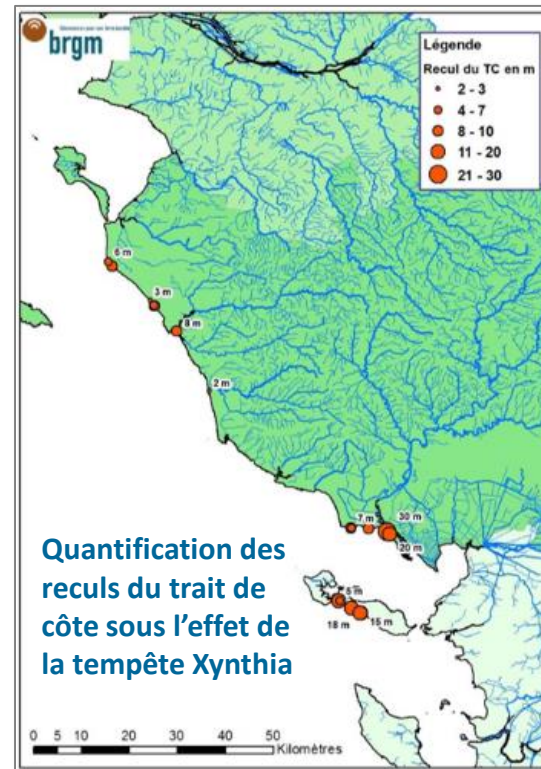 brgm
Légende
Recul du TC en m
2 - 3
4 - 7
8 - 10
11 - 20
21 - 30
6 m
3 m
8 m
2 m
7 m
30 m
20 m
5 m
18 m
15 m
Quantification des
reculs du trait de
côte sous l’effet de
la tempête Xynthia
0 5 10 20 30 40 50
Kilomètres